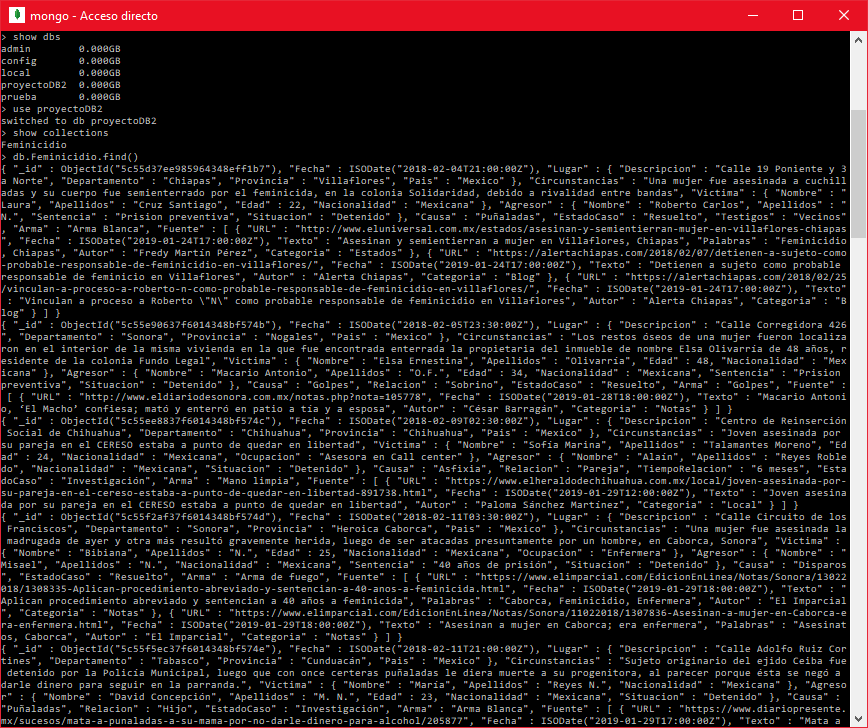 mongo - Acceso directo
> show dbs
admin 0.000GB
config 0.000GB
local 0.000GB
proyectoDB2 0.000GB
prueba 0.000GB
> use proyectoDB2
switched to db proyectoDB2
> show collections
Feminicidio
> db.Feminicidio.find()
{ "_id" : ObjectId("5c55d37ee985964348eff1b7"), "Fecha" : ISODate("2018-02-04T21:00:00Z"), "Lugar" : { "Descripcion" : "Calle 19 Poniente y 3
a Norte", "Departamento" : "Chiapas", "Provincia" : "Villaflores", "Pais" : "Mexico" }, "Circunstancias" : "Una mujer fue asesinada a cuchill
adas y su cuerpo fue semienterrado por el feminicida, en la colonia Solidaridad, debido a rivalidad entre bandas", "Victima" : { "Nombre" : "
Laura", "Apellidos" : "Cruz Santiago", "Edad" : 22, "Nacionalidad" : "Mexicana" }, "Agresor" : { "Nombre" : "Roberto Carlos", "Apellidos" : "
N.", "Sentencia" : "Prision preventiva", "Situacion" : "Detenido" }, "Causa" : "Puñaladas", "EstadoCaso" : "Resuelto", "Testigos" : "Vecinos"
, "Arma" : "Arma Blanca", "Fuente" : [ { "URL" : "http://www.eluniversal.com.mx/estados/asesinan-y-semientierran-mujer-en-villaflores-chiapas
", "Fecha" : ISODate("2019-01-24T17:00:00Z"), "Texto" : "Asesinan y semientierran a mujer en Villaflores, Chiapas", "Palabras" : "Feminicidio
, Chiapas", "Autor" : "Fredy Martín Pérez", "Categoria" : "Estados" }, { "URL" : "https://alertachiapas.com/2018/02/07/detienen-a-sujeto-como
-probable-responsable-de-feminicidio-en-villaflores/", "Fecha" : ISODate("2019-01-24T17:00:00Z"), "Texto" : "Detienen a sujeto como probable
responsable de feminicio en Villaflores", "Autor" : "Alerta Chiapas", "Categoria" : "Blog" }, { "URL" : "https://alertachiapas.com/2018/02/25
/vinculan-a-proceso-a-roberto-n-como-probable-responsable-de-feminicidio-en-villaflores/", "Fecha" : ISODate("2019-01-24T17:00:00Z"), "Texto"
: "Vinculan a proceso a Roberto \"N\" como probable responsable de feminicidio en Villaflores", "Autor" : "Alerta Chiapas", "Categoria" : "B
log" } ] }
{ "_id" : ObjectId("5c55e90637f6014348bf574b"), "Fecha" : ISODate("2018-02-05T23:30:00Z"), "Lugar" : { "Descripcion" : "Calle Corregidora 426
", "Departamento" : "Sonora", "Provincia" : "Nogales", "Pais" : "Mexico" }, "Circunstancias" : "Los restos óseos de una mujer fueron localiza
ron en el interior de la misma vivienda en la que fue econtrada enterrada la propietaria del inmueble de nombre Elsa Olivarría de 48 años, r
esidente de la colonia Fundo Legal", "Victima" : { "Nombre" : "Elsa Ernestina", "Apellidos" : "Olivarría", "Edad" : 48, "Nacionalidad" : "Mex
icana" }, "Agresor" : { "Nombre" : "Macario Antonio", "Apellidos" : "O.F.", "Edad" : 34, "Nacionalidad" : "Mexicana", "Sentencia" : "Prision
preventiva", "Situacion" : "Detenido" }, "Causa" : "Golpes", "Relacion" : "Sobrino", "EstadoCaso" : "Resuelto", "Arma" : "Golpes", "Fuente" :
[ { "URL" : "http://www.eldiariodesonora.com.mx/notas.php?nota=105778", "Fecha" : ISODate("2019-01-28T18:00:00Z"), "Texto" : "Macario Antoni
o, ‘El Macho’ confiesa; mató y enterró en patio a tía y a esposa", "Autor" : "César Barragán", "Categoria" : "Notas" } ] }
{ "_id" : ObjectId("5c55ee8837f6014348bf574c"), "Fecha" : ISODate("2018-02-09T02:30:00Z"), "Lugar" : { "Descripcion" : "Centro de Reinserción
Social de Chihuahua", "Departamento" : "Chihuahua", "Provincia" : "Chihuahua", "Pais" : "Mexico" }, "Circunstancias" : "Joven asesinada por
su pareja en el CERESO estaba a punto de quedar en libertad", "Victima" : { "Nombre" : "Sofía Marina", "Apellidos" : "Talamantes Moreno", "Ed
ad" : 24, "Nacionalidad" : "Mexicana", "Ocupacion" : "Asesora en Call center" }, "Agresor" : { "Nombre" : "Alaín", "Apellidos" : "Reyes Roble
do", "Nacionalidad" : "Mexicana", "Situacion" : "Detenido" }, "Causa" : "Asfixia", "Relacion" : "Pareja", "TiempoRelacion" : "6 meses", "Esta
doCaso" : "Investigación", "Arma" : "Mano limpia", "Fuente" : [ { "URL" : "https://www.elheraldodechihuahua.com.mx/local/joven-asesinada-por-
su-pareja-en-el-cereso-estaba-a-punto-de-quedar-en-libertad-891738.html", "Fecha" : ISODate("2019-01-29T12:00:00Z"), "Texto" : "Joven asesina
da por su pareja en el CERESO estaba a punto de quedar en libertad", "Autor" : "Paloma Sánchez Martínez", "Categoria" : "Local" } ] }
{ "_id" : ObjectId("5c55f2af37f6014348bf574d"), "Fecha" : ISODate("2018-02-11T03:30:00Z"), "Lugar" : { "Descripcion" : "Calle Circuito de los
Franciscos", "Departamento" : "Sonora", "Provincia" : "Heroica Caborca", "Pais" : "Mexico" }, "Circunstancias" : "Una mujer fue asesinada la
madrugada de ayer y otra más resultó gravemente herida, luego de ser atacadas presuntamente por un hombre, en Caborca, Sonora", "Victima" :
{ "Nombre" : "Bibiana", "Apellidos" : "N.", "Edad" : 25, "Nacionalidad" : "Mexicana", "Ocupacion" : "Enfermera" }, "Agresor" : { "Nombre" : "
Misael", "Apellidos" : "N.", "Nacionalidad" : "Mexicana", "Sentencia" : "40 años de prisión", "Situacion" : "Detenido" }, "Causa" : "Disparos
", "EstadoCaso" : "Resuelto", "Arma" : "Arma de fuego", "Fuente" : [ { "URL" : "https://www.elimparcial.com/EdicionEnLinea/Notas/Sonora/13022
018/1308335-Aplican-procedimiento-abreviado-y-sentencian-a-40-anos-a-feminicida.html", "Fecha" : ISODate("2019-01-29T18:00:00Z"), "Texto" : "
Aplican procedimiento abreviado y sentencian a 40 años a feminicida", "Palabras" : "Caborca, Feminicidio, Enfermera", "Autor" : "El Imparcial
", "Categoria" : "Notas" }, { "URL" : "https://www.elimparcial.com/EdicionEnLinea/Notas/Sonora/11022018/1307836-Asesinan-a-mujer-en-Caborca-e
ra-enfermera.html", "Fecha" : ISODate("2019-01-29T18:00:00Z"), "Texto" : "Asesinan a mujer en Caborca; era enfermera", "Palabras" : "Asesinat
os, Caborca", "Autor" : "El Imparcial", "Categoria" : "Notas" } ] }
{ "_id" : ObjectId("5c55f5ec37f6014348bf574e"), "Fecha" : ISODate("2018-02-11T21:00:00Z"), "Lugar" : { "Descripcion" : "Calle Adolfo Ruiz Cor
tines", "Departamento" : "Tabasco", "Provincia" : "Cunduacán", "Pais" : "Mexico" }, "Circunstancias" : "Sujeto originario del ejido Ceiba fue
detenido por la Policía Municipal, luego que con once certeras puñaladas le diera muerte a su progenitora, al parecer porque ésta se negó a
darle dinero para seguir en la parranda.", "Victima" : { "Nombre" : "María", "Apellidos" : "Reyes N.", "Nacionalidad" : "Mexicana" }, "Agreso
r" : { "Nombre" : "David Concepción", "Apellidos" : "M. N.", "Edad" : 23, "Nacionalidad" : "Mexicana", "Situacion" : "Detenido" }, "Causa" :
"Puñaladas", "Relacion" : "Hijo", "EstadoCaso" : "Investigación", "Arma" : "Arma Blanca", "Fuente" : [ { "URL" : "https://www.diariopresente.
mx/sucesos/mata-a-punaladas-a-su-mama-por-no-darle-dinero-para-alcohol/205877", "Fecha" : ISODate("2019-01-29T17:00:00Z"), "Texto" : "Mata a